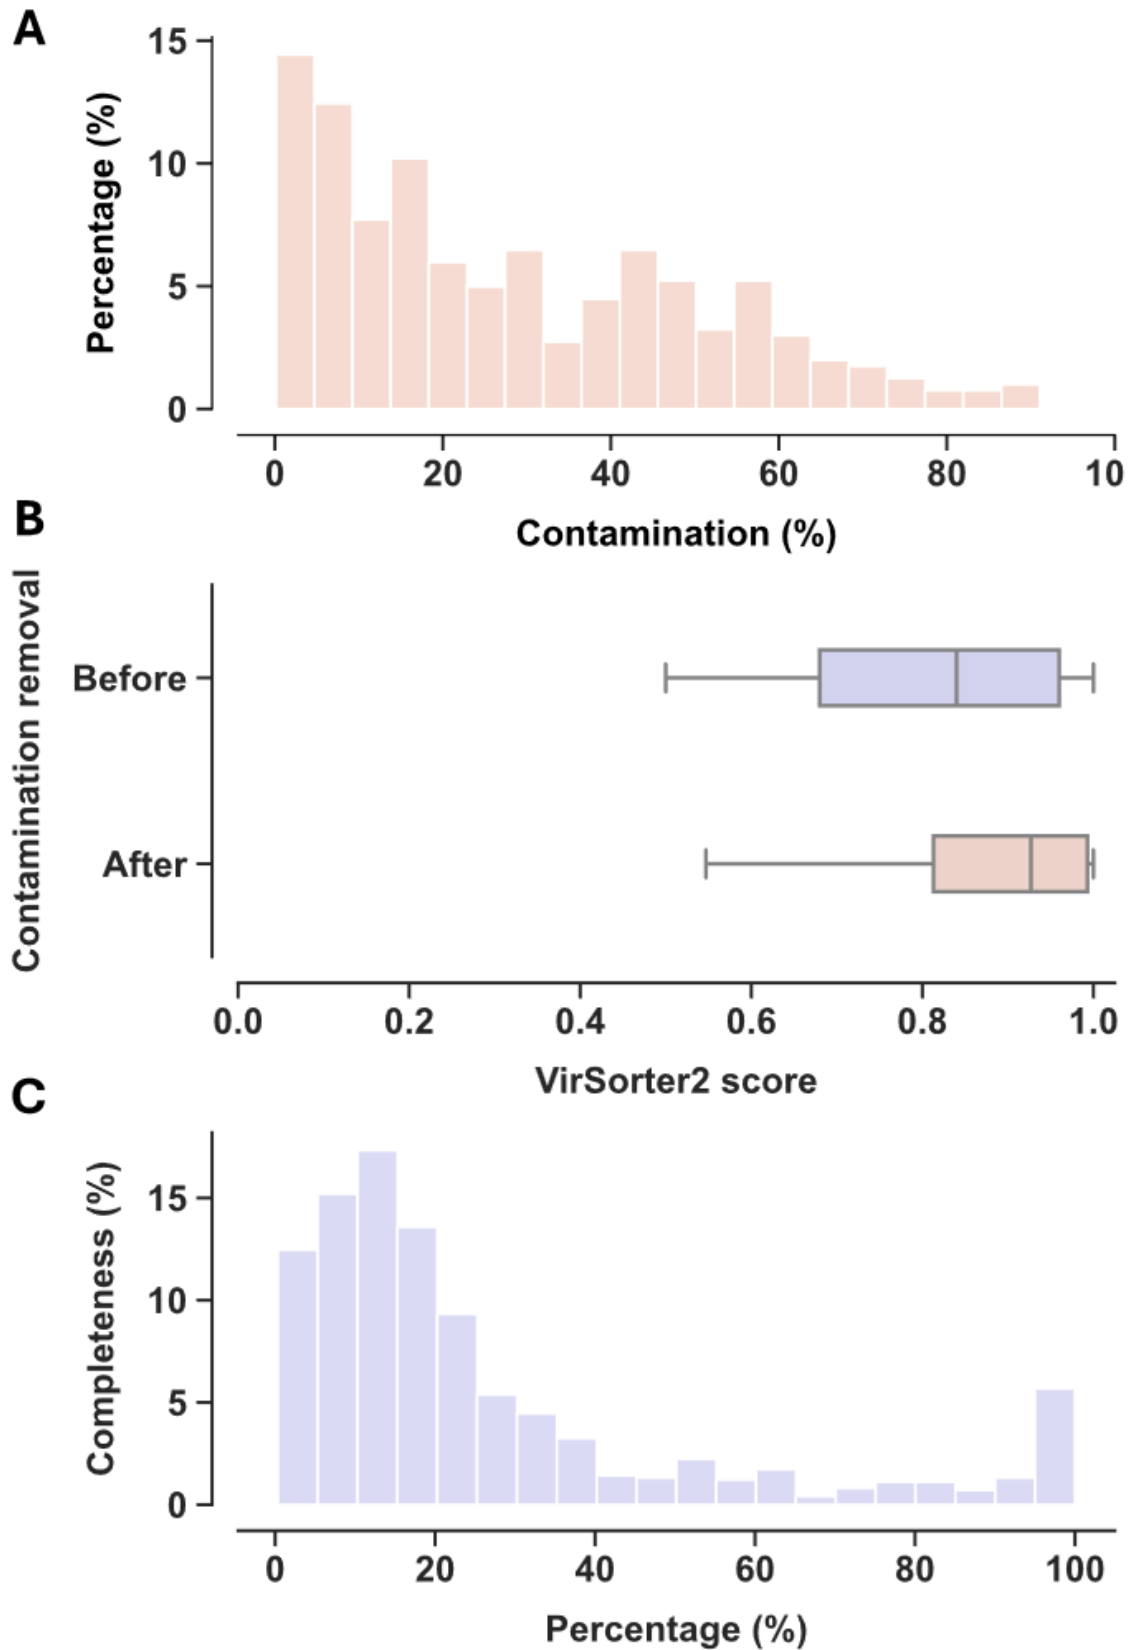 A
Percentage (%)
15
10
5
0
0 20 40 60 80 10
Contamination (%)
B
Contamination removal
Before
After
0.0 0.2 0.4 0.6 0.8 1.0
VirSorter2 score
C
Completeness (%)
15
10
5
0
0 20 40 60 80 100
Percentage (%)